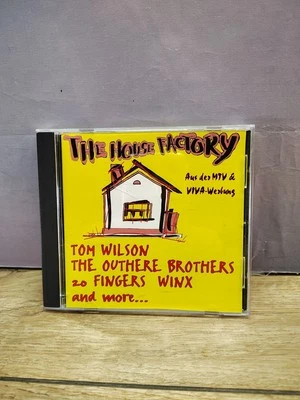 THE HOUSE FACTORY
Aus der MTV &
VIVA-Werbung
TOM WILSON
THE OUTHERE BROTHERS
20 FINGERS WINX
and more...